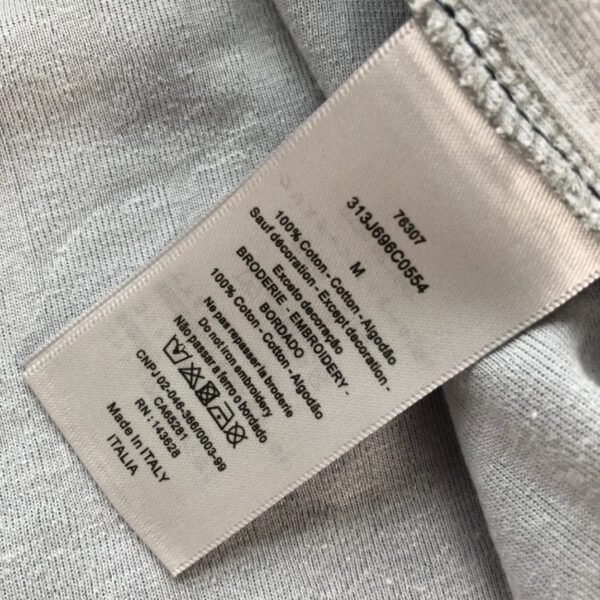 76307
313J696C0554
M
100% Coton - Cotton - Algodão
Sauf décoration - Except decoration -
Exceto decoração
BRODERIE - EMBROIDERY -
BORDADO
100% Coton - Cotton - Algodão
Ne pas repasser la broderie
Do not iron embroidery
Não passar a ferro o bordado
CNPJ 02-046-366/0003-99
CA65281
RN : 143628
Made in ITALY
ITALIA